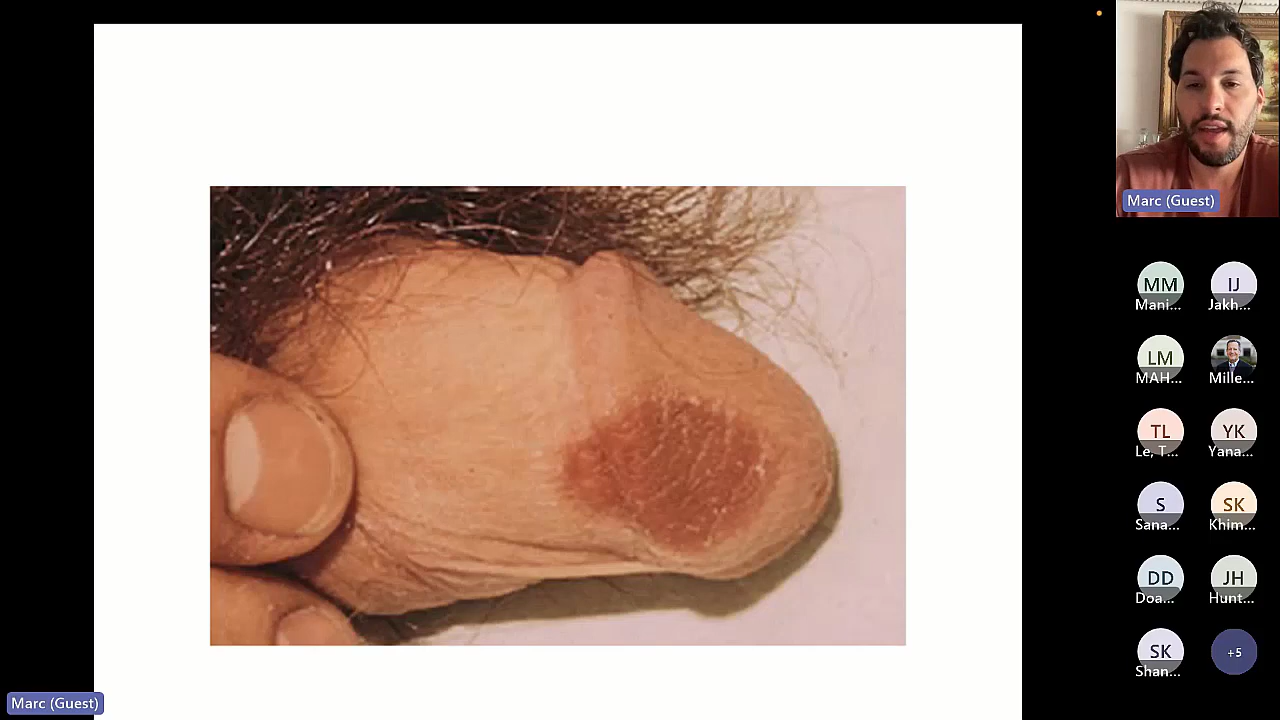 Marc (Guest)
MM
Mani...
IJ
Jakh...
LM
MAH...
Mille...
TL
Le, T...
YK
Yana...
S
Sana...
SK
Khim...
DD
Doa...
JH
Hunt...
SK
Shan...
+5
Marc (Guest)